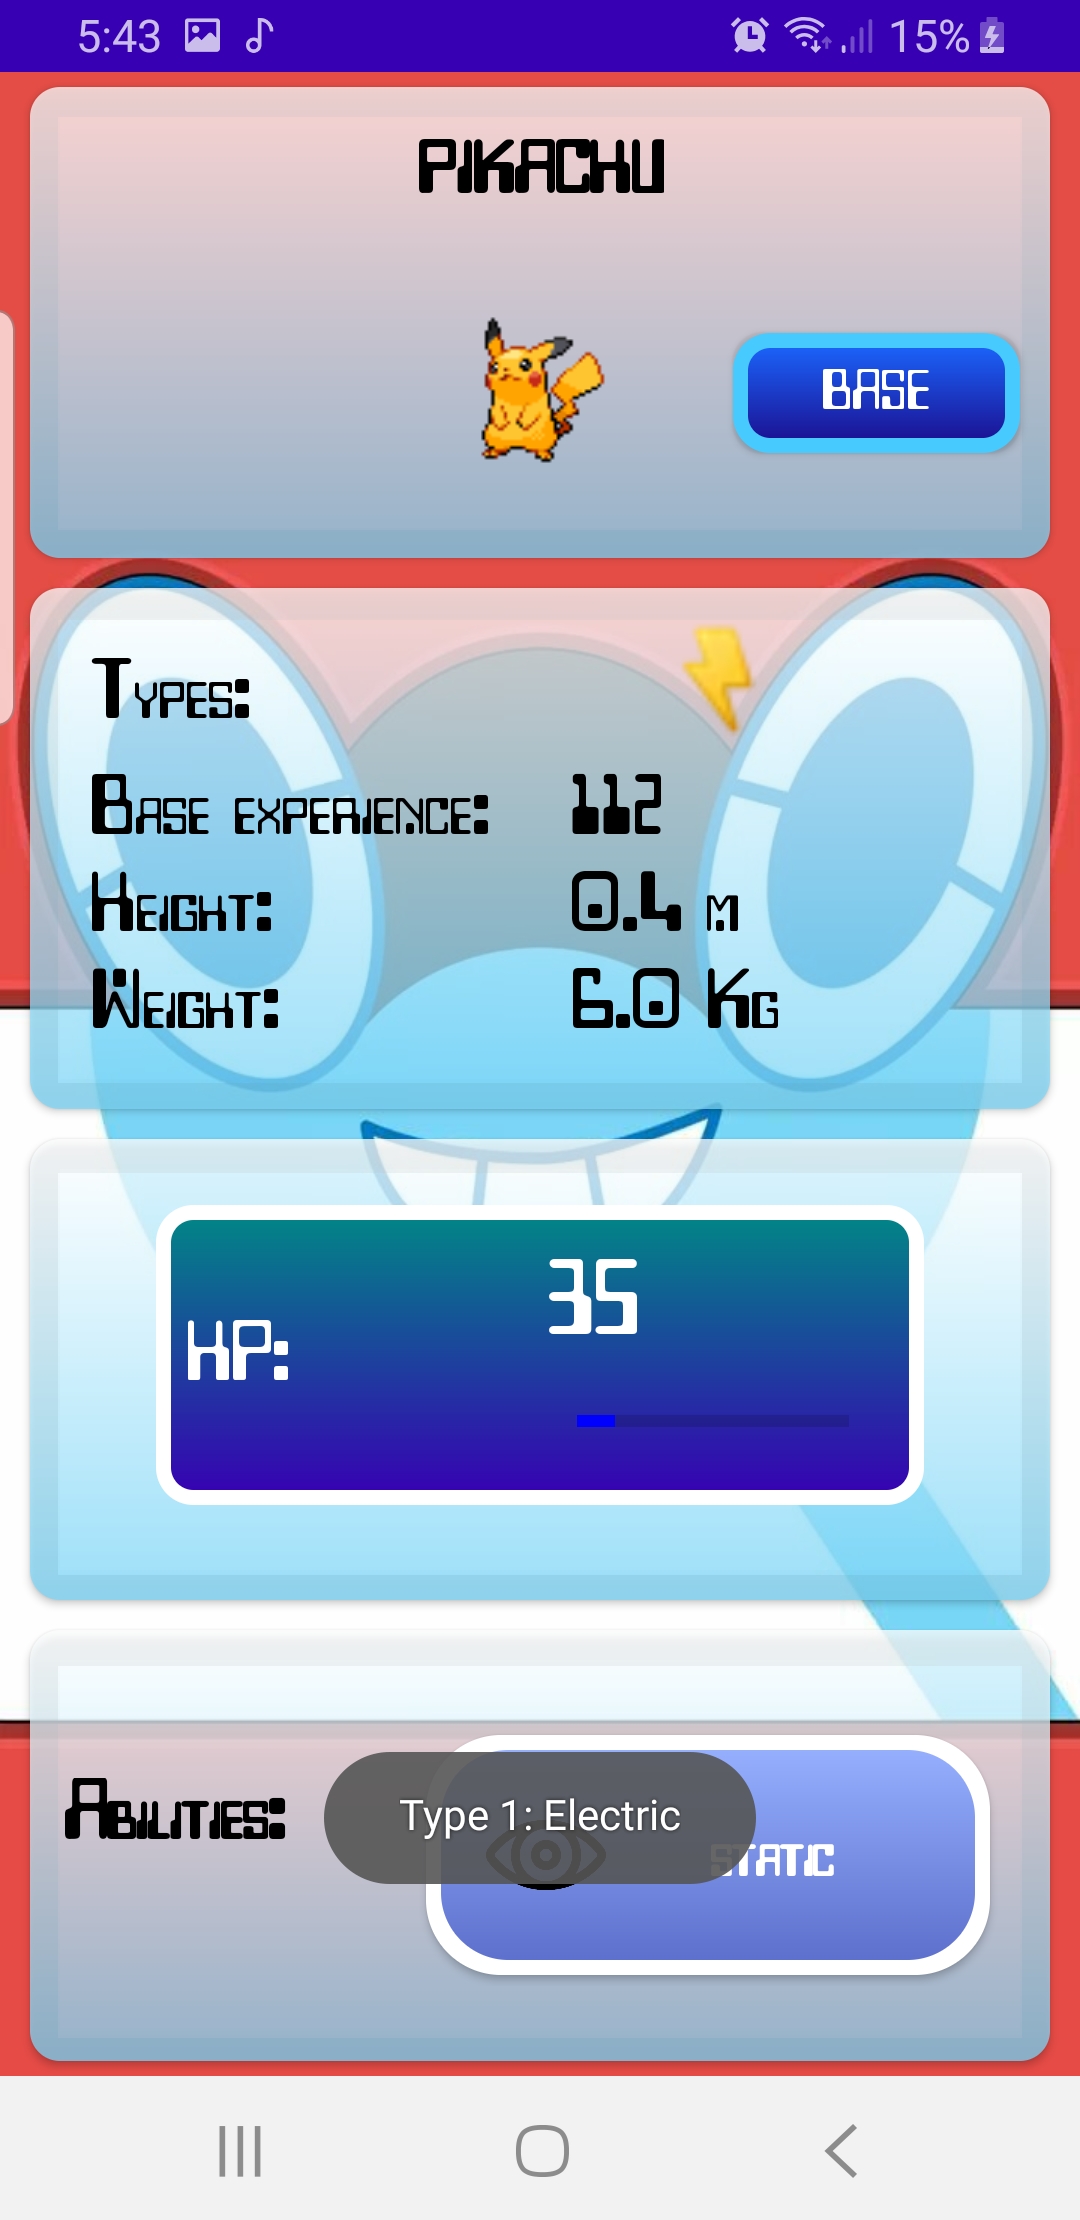 5:43 15%
PIKACHU
BASE
Types:
Base experience: 112
Height: 0.4 m
Weight: 6.0 Kg
35
HP:
Type 1: Electric
Abilities:
STATIC